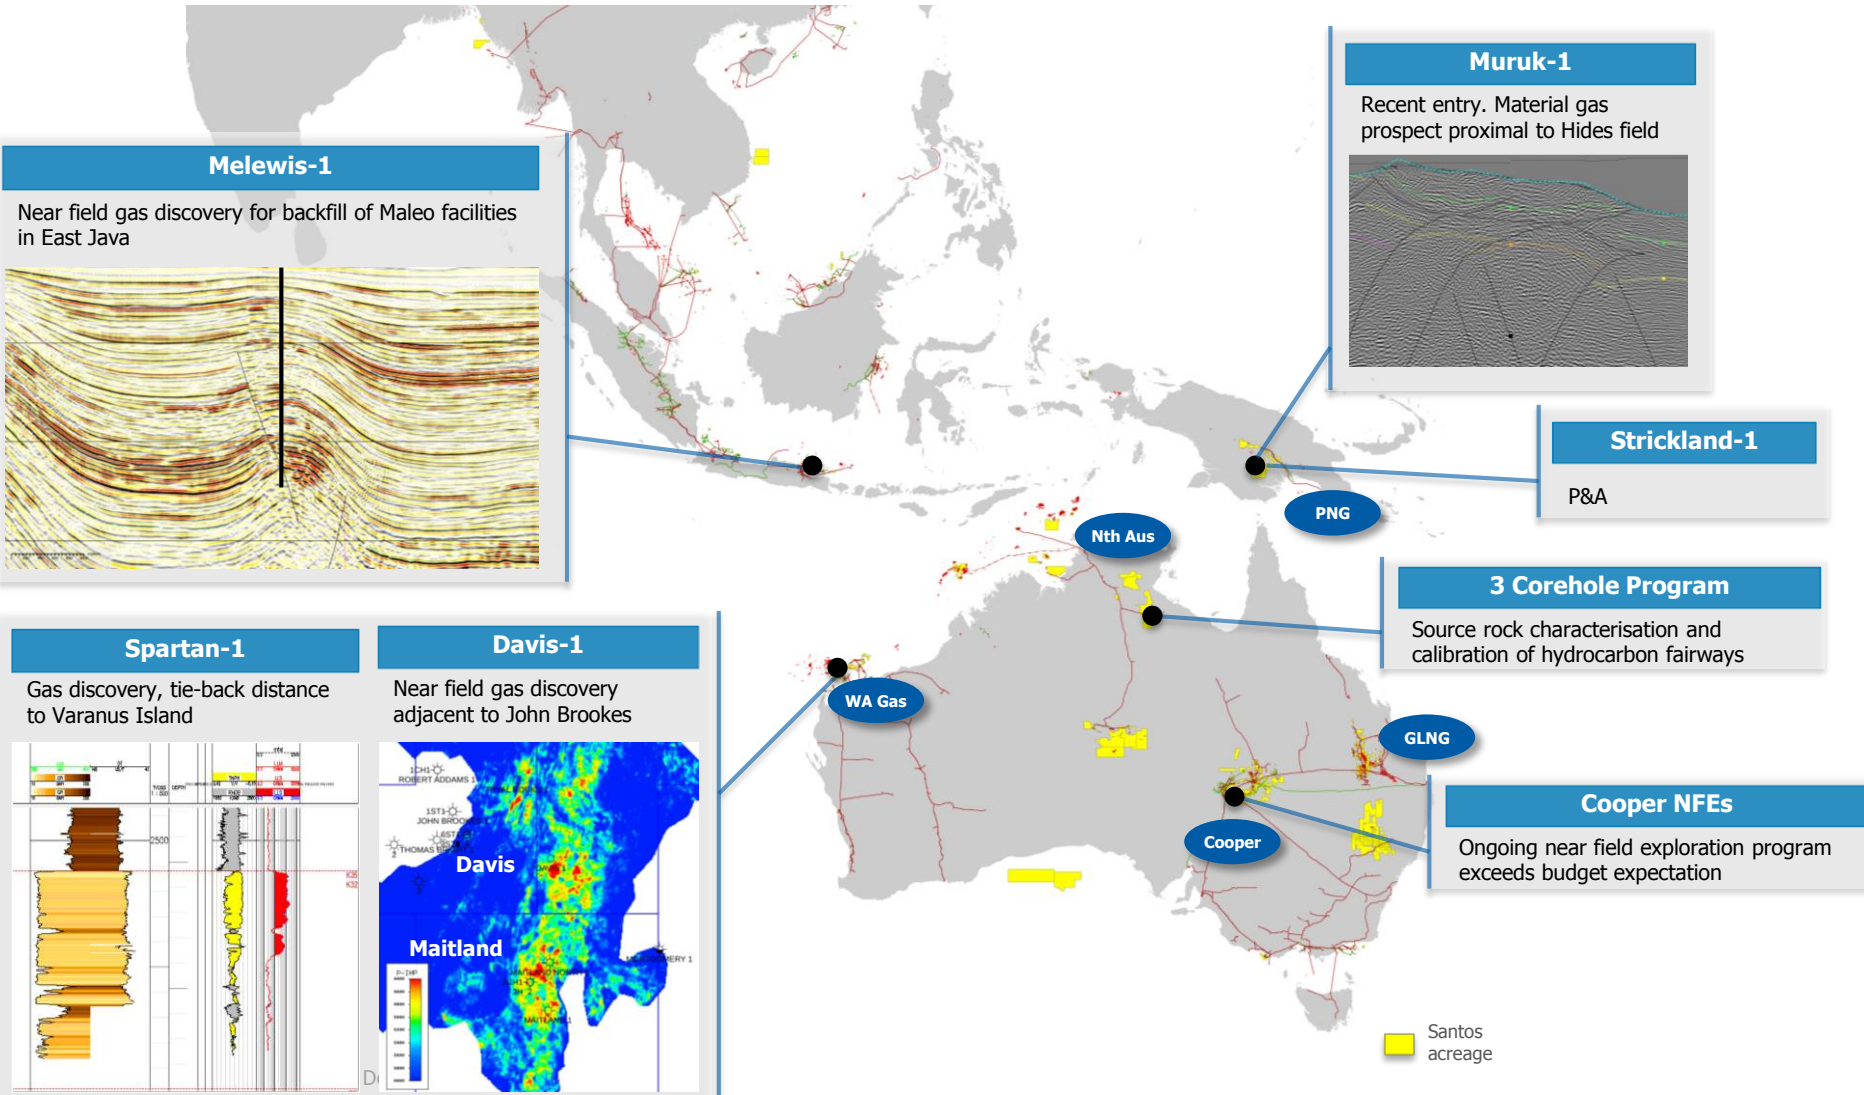 Muruk-1
Recent entry. Material gas
prospect proximal to Hides field
Melewis-1
Near field gas discovery for backfill of Maleo facilities
in East Java
Strickland-1
P&A
PNG
Nth Aus
3 Corehole Program
Source rock characterisation and
calibration of hydrocarbon fairways
Spartan-1
Gas discovery, tie-back distance
to Varanus Island
2500
K35
K32
Davis-1
Near field gas discovery
adjacent to John Brookes
ROBERT ADDAMS 1
Davis
Maitland
WA Gas
GLNG
Cooper
Cooper NFEs
Ongoing near field exploration program
exceeds budget expectation
Santos
acreage